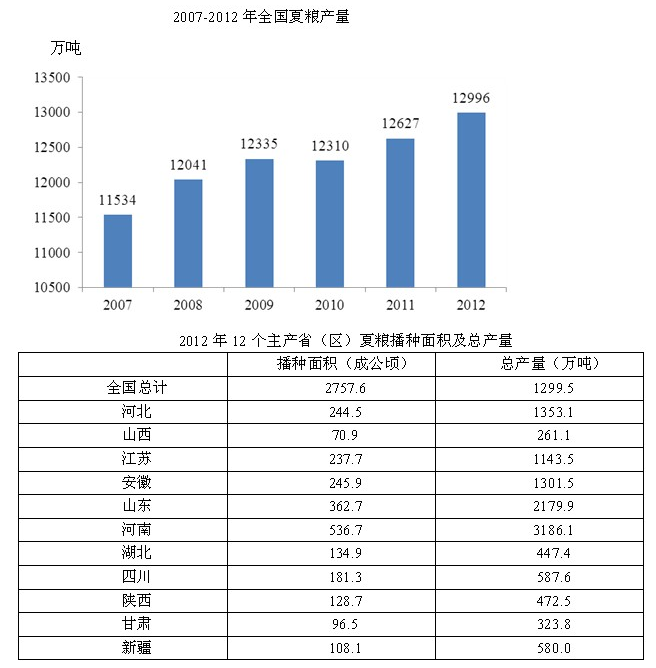 2007-2012 年全国夏粮产量
万吨
13500
13000
12500
12000
11500
11000
10500
11534
12041
12335
12310
12627
12996
2007 2008 2009 2010 2011 2012
2012 年 12 个主产省（区）夏粮播种面积及总产量
播种面积（成公顷） 总产量（万吨）
全国总计 2757.6 1299.5
河北 244.5 1353.1
山西 70.9 261.1
江苏 237.7 1143.5
安徽 245.9 1301.5
山东 362.7 2179.9
河南 536.7 3186.1
湖北 134.9 447.4
四川 181.3 587.6
陕西 128.7 472.5
甘肃 96.5 323.8
新疆 108.1 580.0